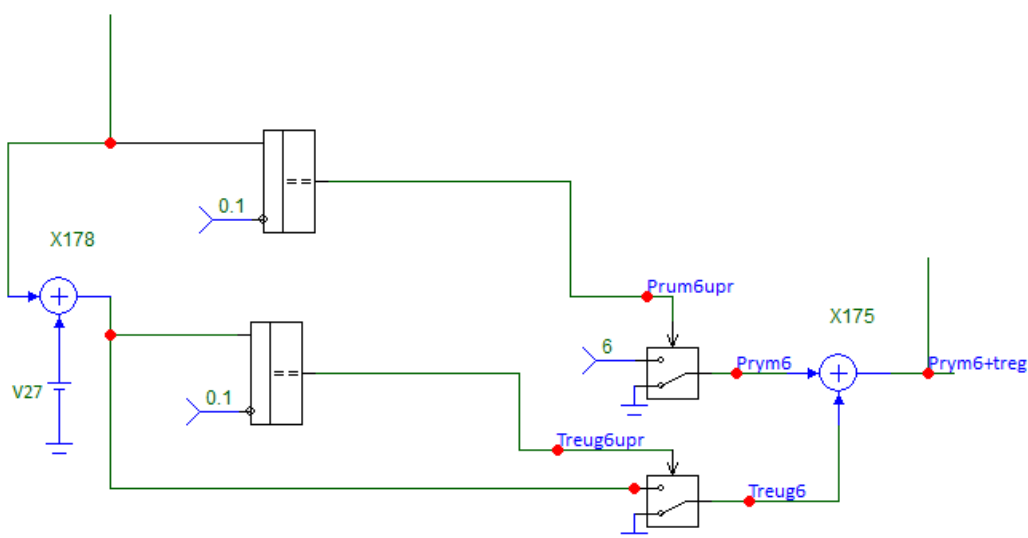 ==
0.1
X178
Prum6upr
X175
6
Prym6
Prym6+treg
==
V27
0.1
Treug6upr
Treug6